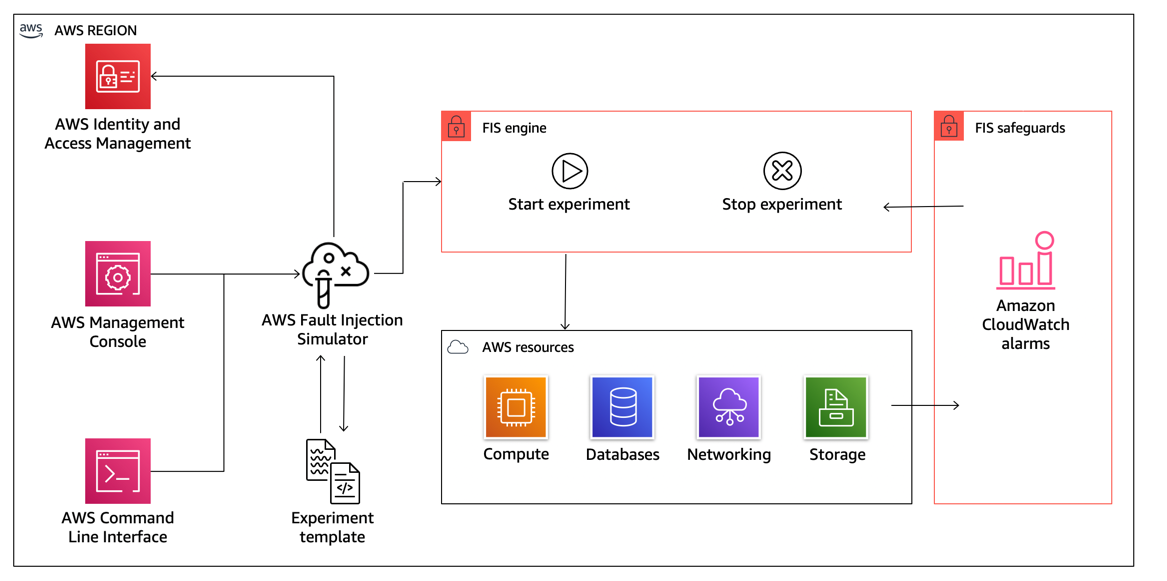 aws
AWS REGION
AWS Identity and
Access Management
AWS Management
Console
AWS Command
Line Interface
AWS Fault Injection
Simulator
Experiment
template
FIS engine
Start experiment
Stop experiment
AWS resources
Compute
Databases
Networking
Storage
FIS safeguards
Amazon
CloudWatch
alarms